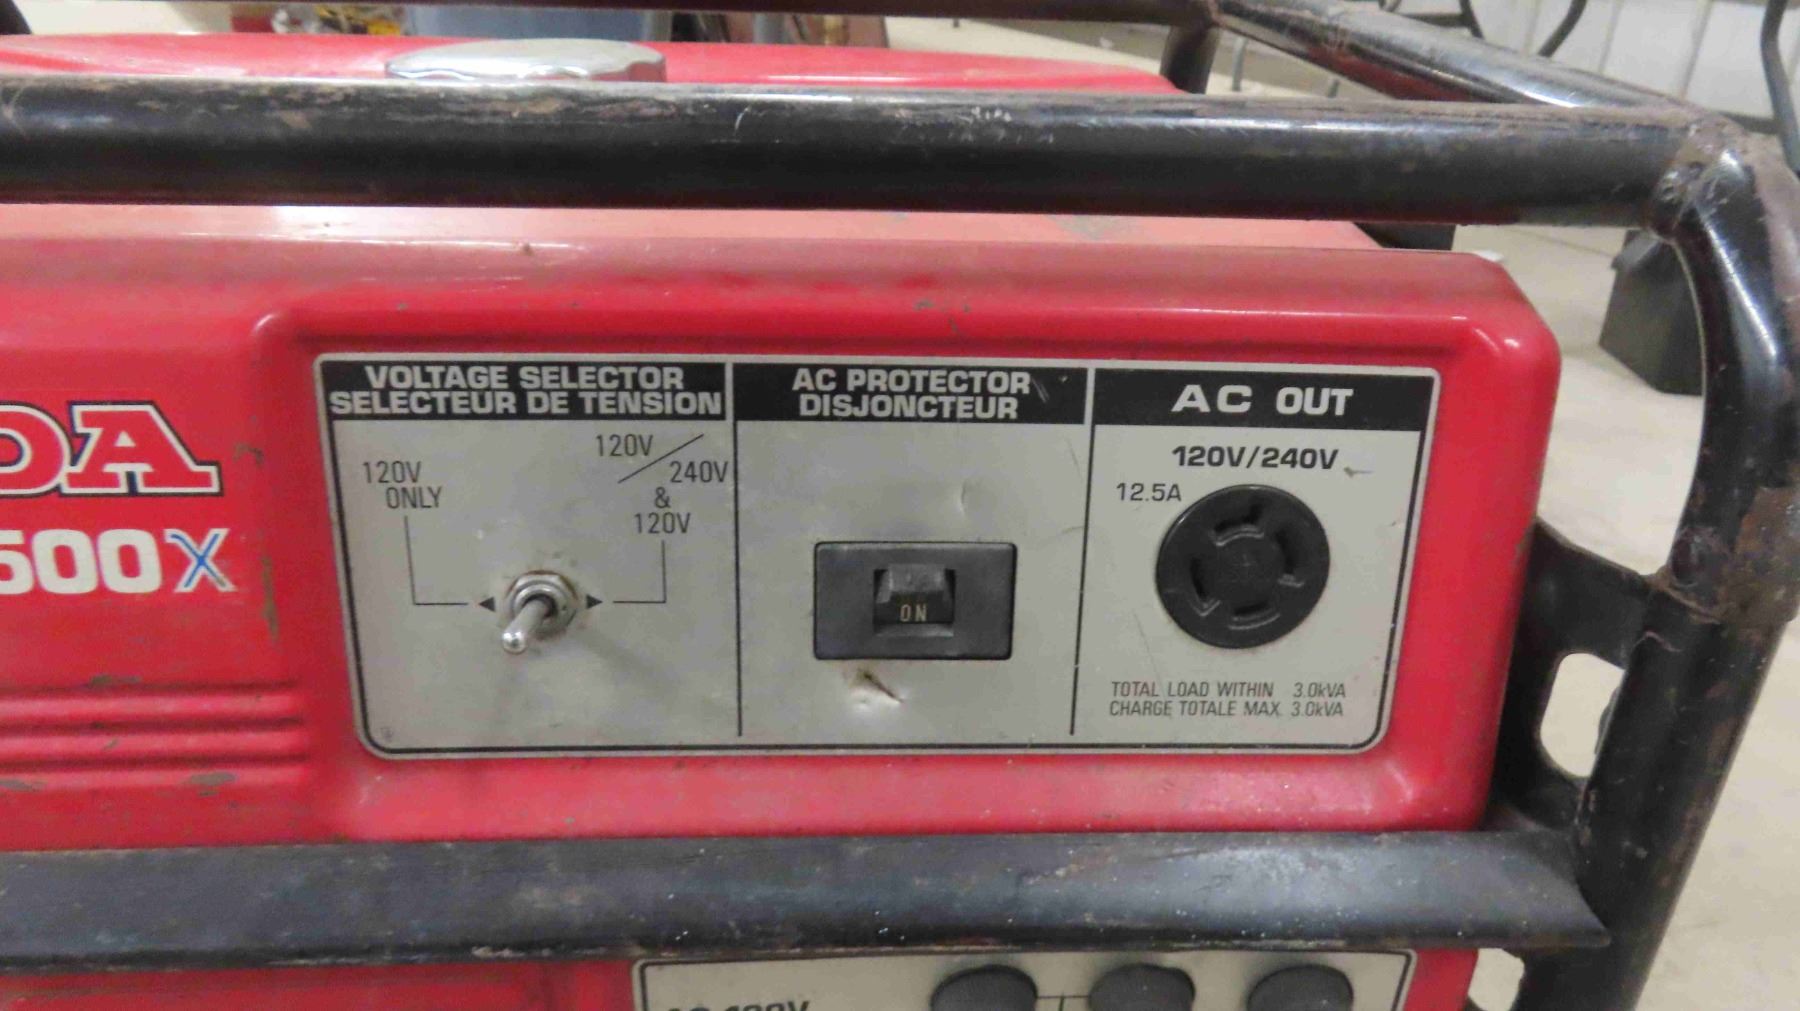 VOLTAGE SELECTOR
SELECTEUR DE TENSION
120V
ONLY
120V/240V
&
120V
AC PROTECTOR
DISJONCTEUR
ON
AC OUT
120V/240V
12.5A
TOTAL LOAD WITHIN 3.0kVA
CHARGE TOTALE MAX. 3.0kVA
DA
500X